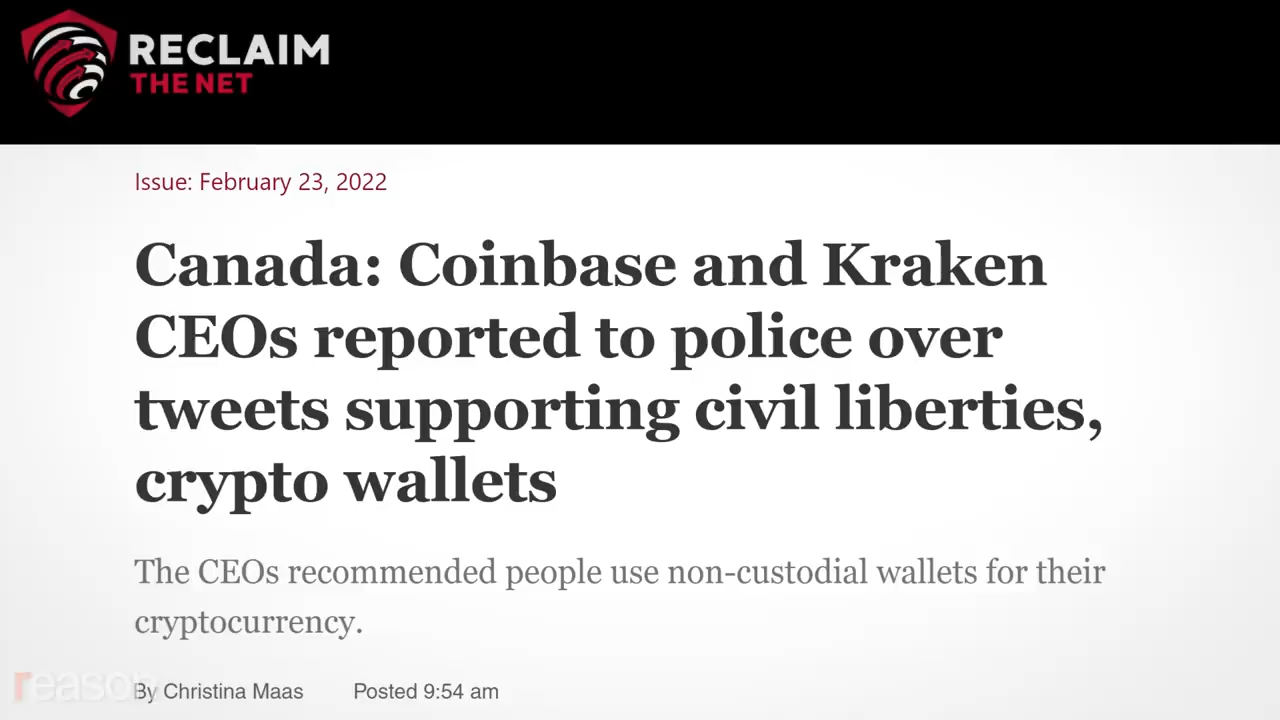 RECLAIM
THE NET
Issue: February 23, 2022
Canada: Coinbase and Kraken
CEOs reported to police over
tweets supporting civil liberties,
crypto wallets
The CEOs recommended people use non-custodial wallets for their
cryptocurrency.
reason
By Christina Maas Posted 9:54 am